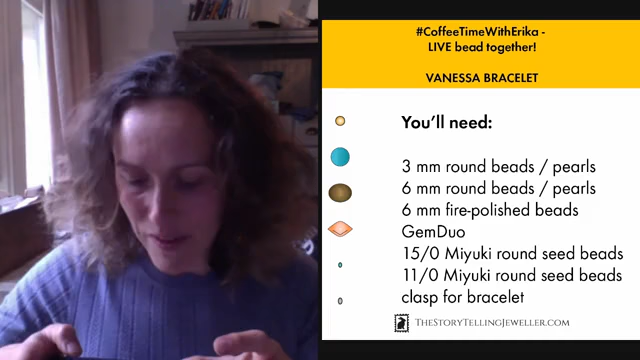 #CoffeeTimeWithErika -
LIVE bead together!
VANESSA BRACELET
You'll need:
3 mm round beads / pearls
6 mm round beads / pearls
6 mm fire-polished beads
GemDuo
15/0 Miyuki round seed beads
11/0 Miyuki round seed beads
clasp for bracelet
TheStoryTellingJeweller.com